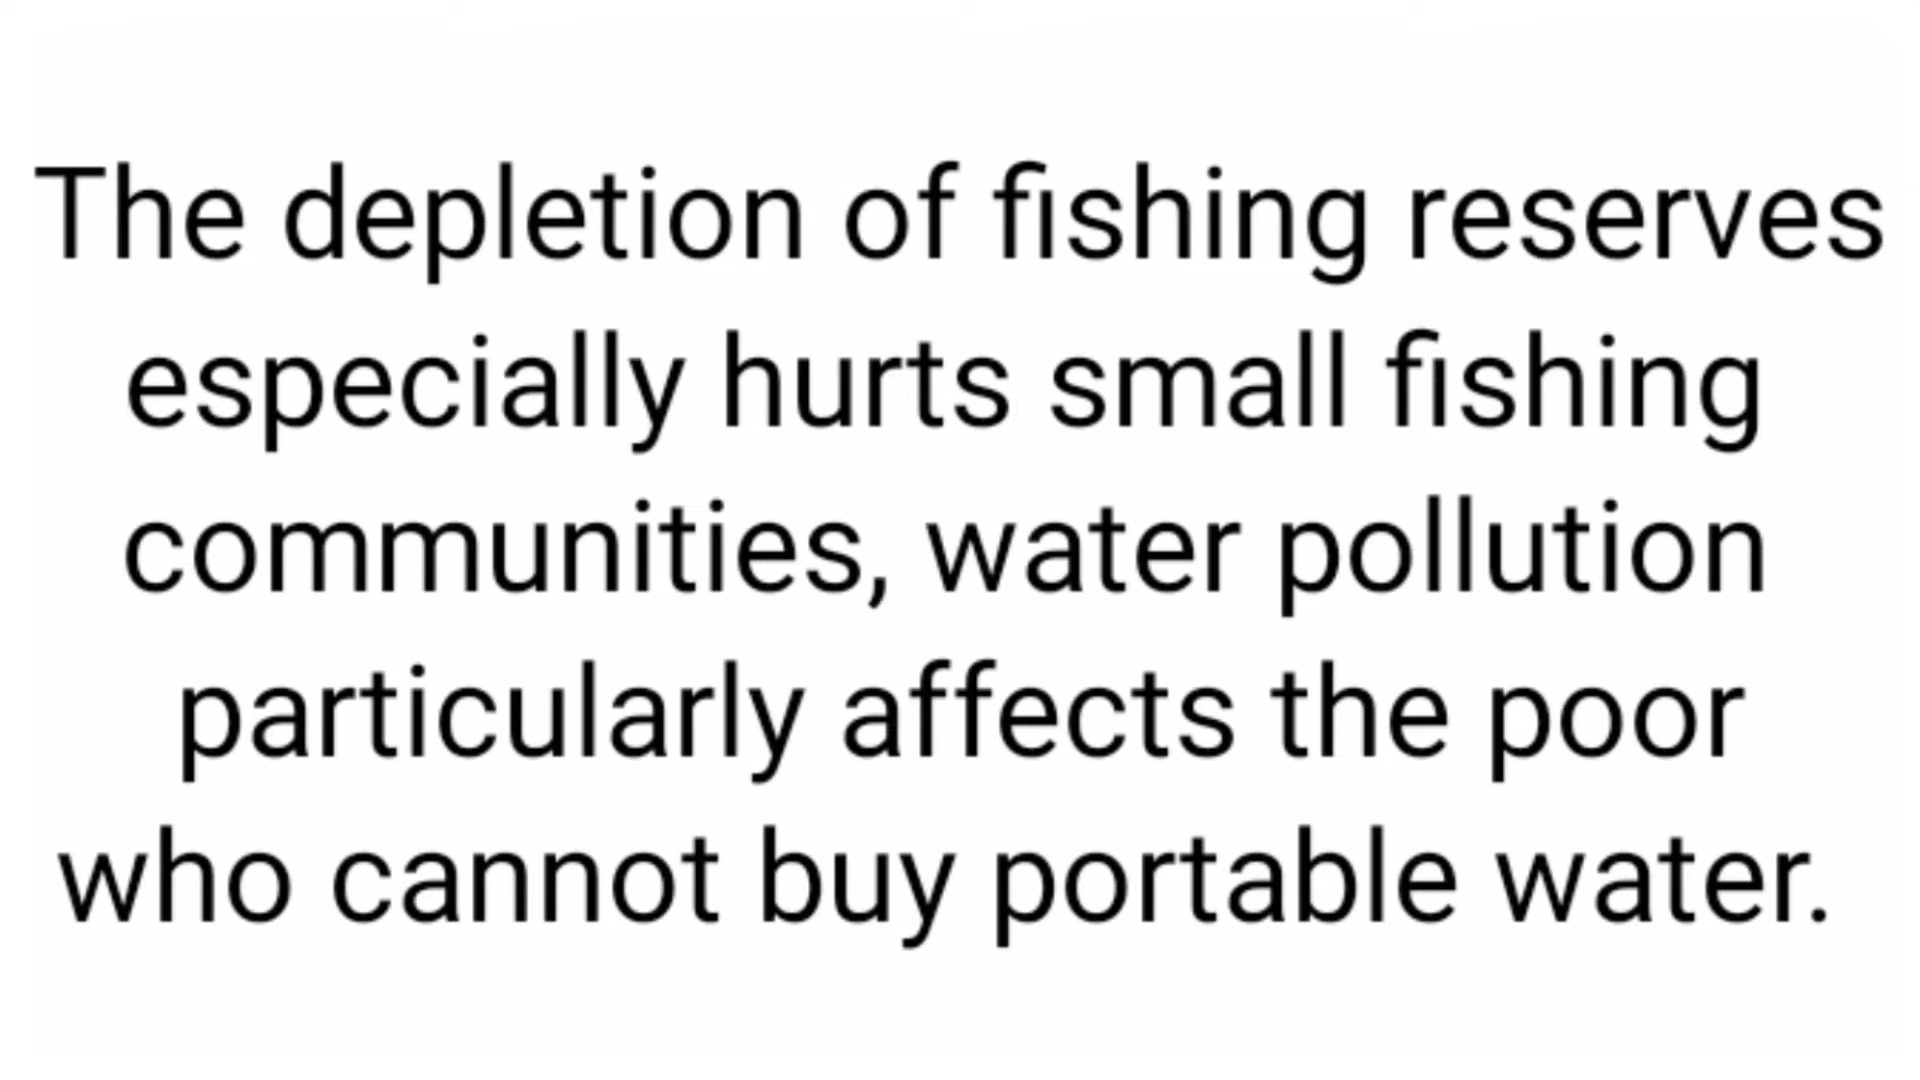 The depletion of fishing reserves
especially hurts small fishing
communities, water pollution
particularly affects the poor
who cannot buy portable water.